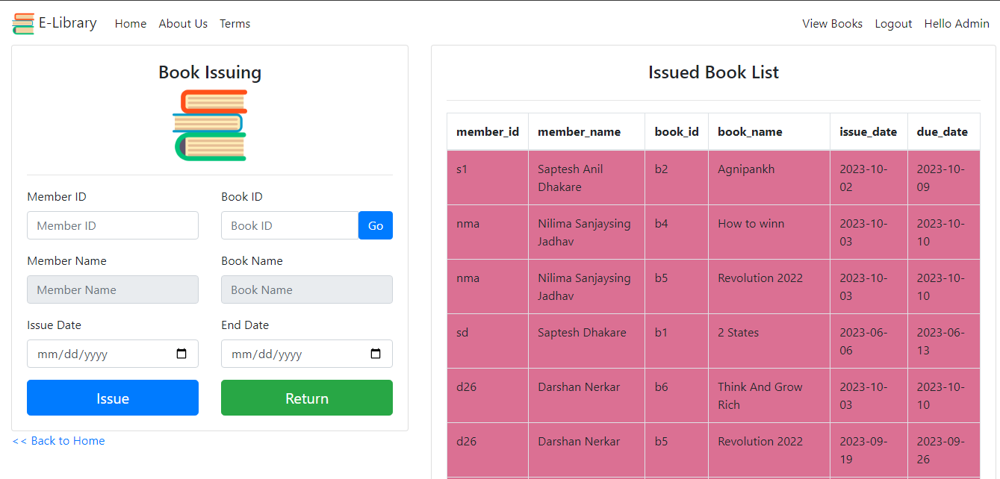 E-Library Home About Us Terms View Books Logout Hello Admin
Book Issuing
Member ID Book ID
Member ID Book ID Go
Member Name Book Name
Member Name Book Name
Issue Date End Date
mm/dd/yyyy mm/dd/yyyy
Issue Return
<< Back to Home
Issued Book List
member_id member_name book_id book_name issue_date due_date
s1 Saptesh Anil b2 Agnipankh 2023-10- 2023-10-
Dhakare 02 09
nma Nilima Sanjaysing b4 How to winn 2023-10- 2023-10-
Jadhav 03 10
nma Nilima Sanjaysing b5 Revolution 2022 2023-10- 2023-10-
Jadhav 03 10
sd Saptesh Dhakare b1 2 States 2023-06- 2023-06-
06 13
d26 Darshan Nerkar b6 Think And Grow 2023-10- 2023-10-
Rich 03 10
d26 Darshan Nerkar b5 Revolution 2022 2023-09- 2023-09-
19 26